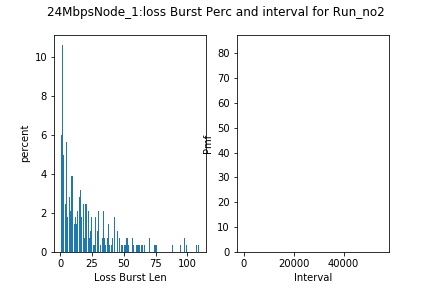 24MbpsNode_1:loss Burst Perc and interval for Run_no2
percent
10
8
6
4
2
0
0 25 50 75 100
Loss Burst Len
Pmf
80
70
60
50
40
30
20
10
0
0 20000 40000
Interval